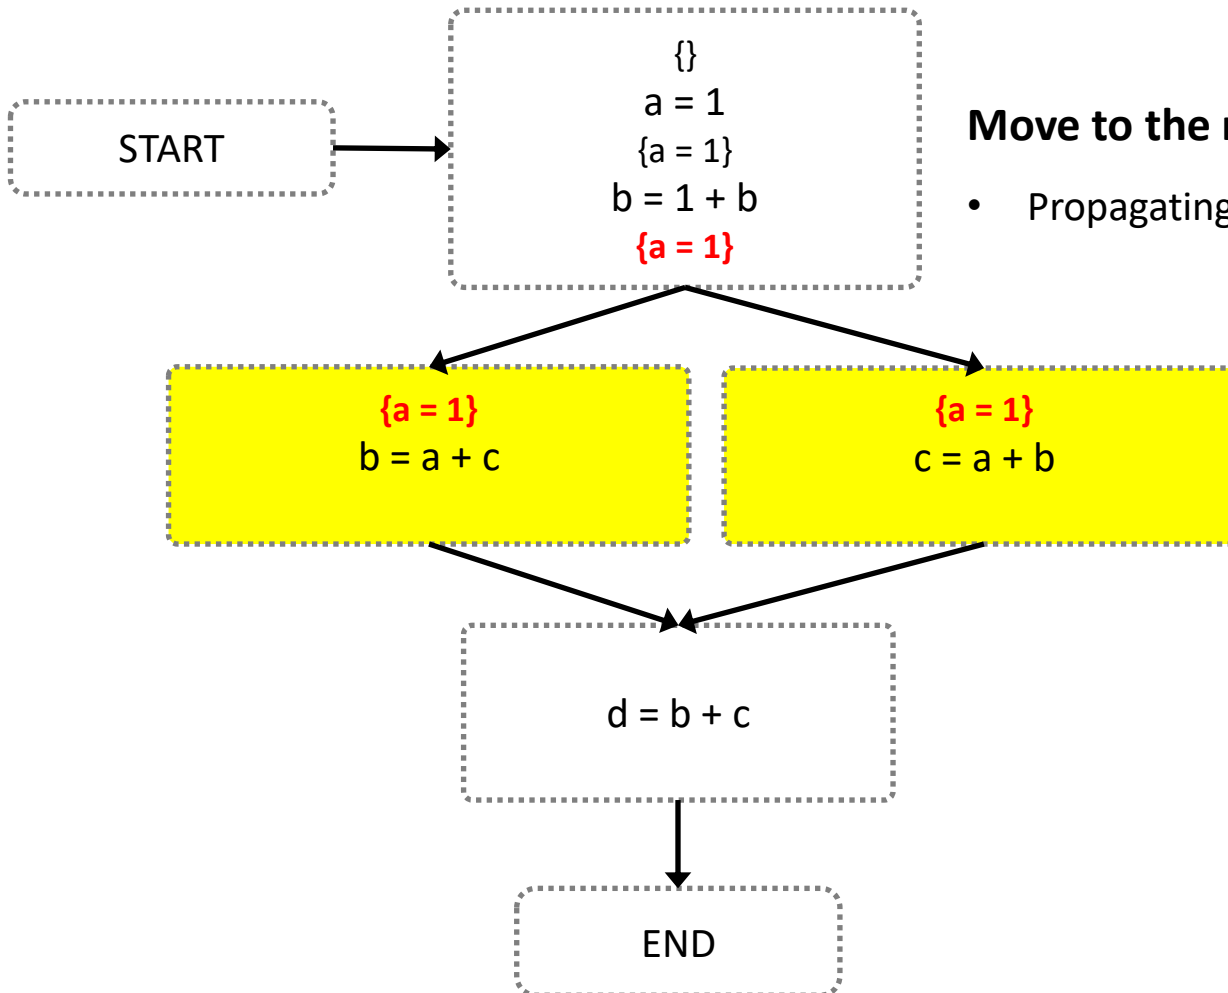 {}
a = 1
{a = 1}
b = 1 + b
{a = 1}
START
Move to the
• Propagating
{a = 1}
b = a + c
{a = 1}
c = a + b
d = b + c
END